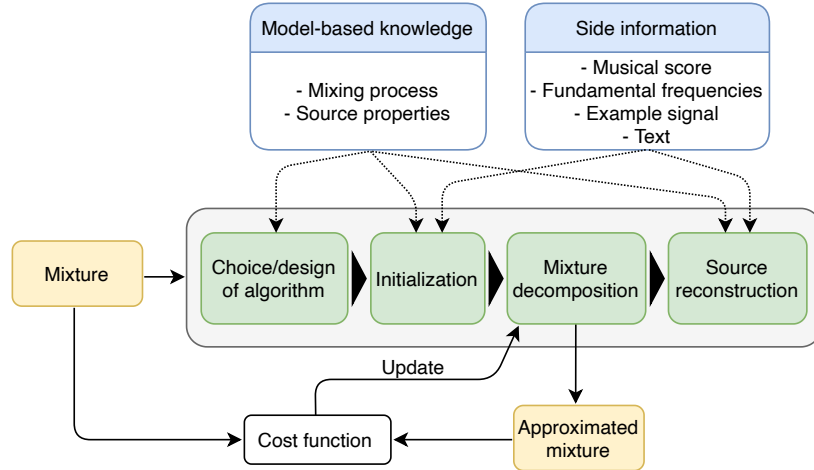 Model-based knowledge
- Mixing process
- Source properties
Side information
- Musical score
- Fundamental frequencies
- Example signal
- Text
Mixture
Choice/design
of algorithm
Initialization
Mixture
decomposition
Source
reconstruction
Update
Cost function
Approximated
mixture